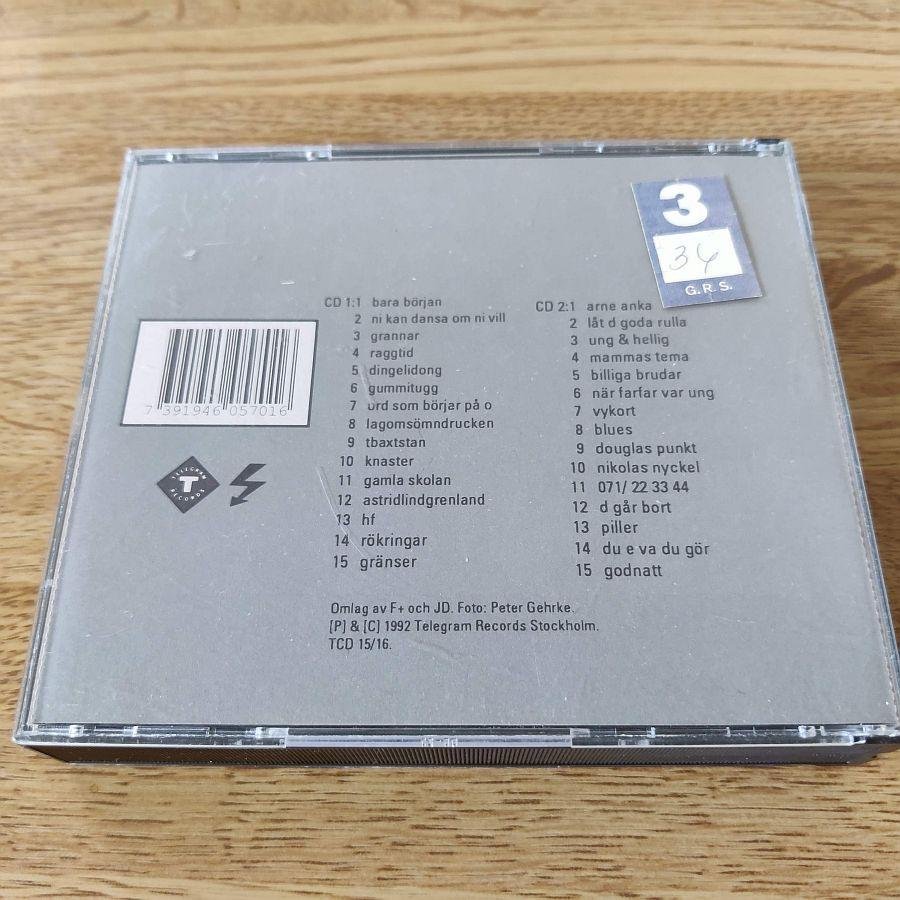 3
34
G.R.S.
CD 1:1 bara början
2 ni kan dansa om ni vill
3 grannar
4 raggtid
5 dingelidong
6 gummitugg
7 ord som börjar på o
8 lagomsömndrucken
9 tbaxtstan
10 knaster
11 gamla skolan
12 astridlindgrenland
13 hf
14 rökringar
15 gränser
CD 2:1 arne anka
2 låt d goda rulla
3 ung & hellig
4 mammas tema
5 billiga brudar
6 när farfar var ung
7 vykort
8 blues
9 douglas punkt
10 nikolas nyckel
11 071/ 22 33 44
12 d går bort
13 piller
14 du e va du gör
15 godnatt
7 391946 057016
TELEGRAM
T
RECORDS
Omlag av F+ och JD. Foto: Peter Gehrke.
[P] & [C] 1992 Telegram Records Stockholm.
TCD 15/16.